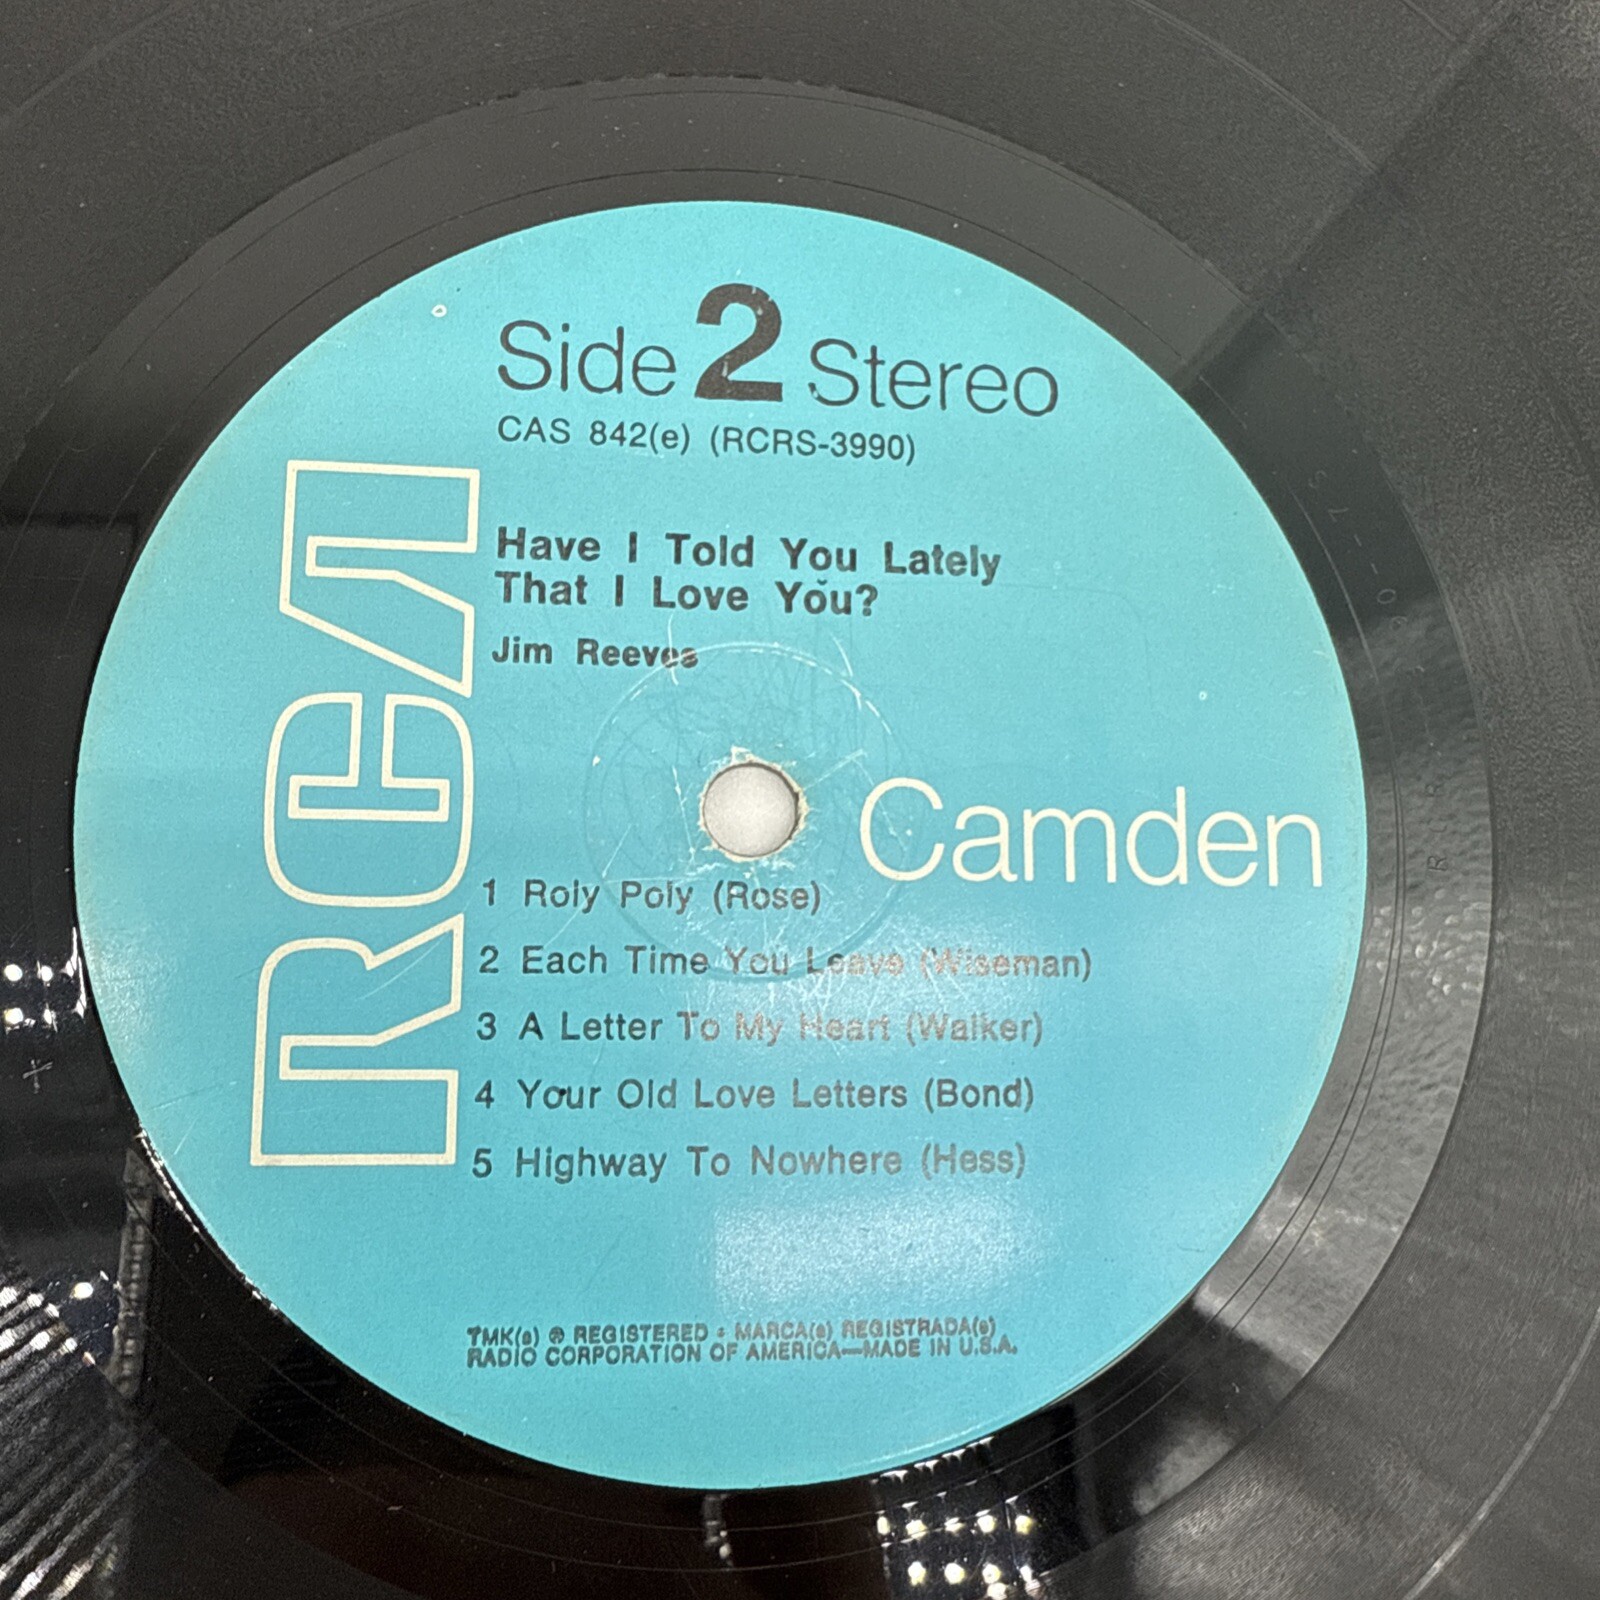 Side 2 Stereo
CAS 842(e) (RCRS-3990)
Have I Told You Lately
That I Love You?
Jim Reeves
RCA
Camden
1 Roly Poly (Rose)
2 Each Time You Leave (Wiseman)
3 A Letter To My Heart (Walker)
4 Your Old Love Letters (Bond)
5 Highway To Nowhere (Hess)
TMK(s) ® REGISTERED • MARCA(s) REGISTRADA(s)
RADIO CORPORATION OF AMERICA—MADE IN U.S.A.